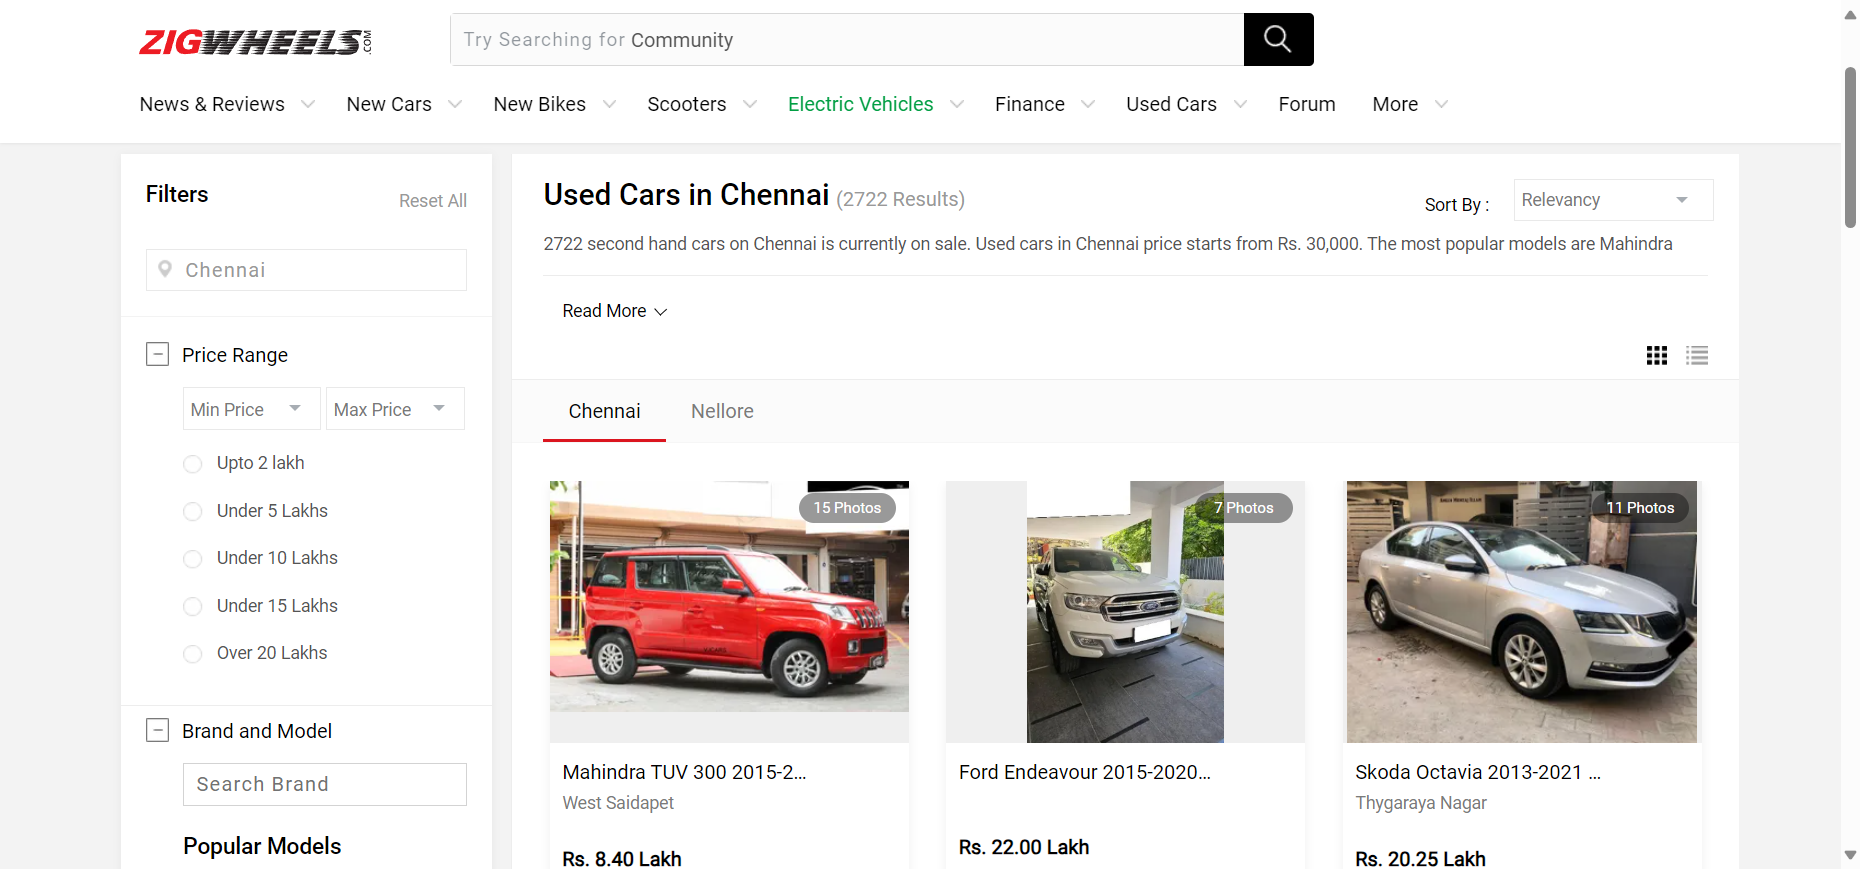 ZIGWHEELS.COM
Try Searching for Community
News & Reviews New Cars New Bikes Scooters Electric Vehicles Finance Used Cars Forum More
Filters
Reset All
Chennai
Price Range
Min Price Max Price
Upto 2 lakh
Under 5 Lakhs
Under 10 Lakhs
Under 15 Lakhs
Over 20 Lakhs
Brand and Model
Search Brand
Popular Models
Used Cars in Chennai (2722 Results)
Sort By : Relevancy
2722 second hand cars on Chennai is currently on sale. Used cars in Chennai price starts from Rs. 30,000. The most popular models are Mahindra
Read More
Chennai Nellore
15 Photos
Mahindra TUV 300 2015-2...
West Saidapet
Rs. 8.40 Lakh
7 Photos
Ford Endeavour 2015-2020...
Rs. 22.00 Lakh
11 Photos
Skoda Octavia 2013-2021 ...
Thygaraya Nagar
Rs. 20.25 Lakh